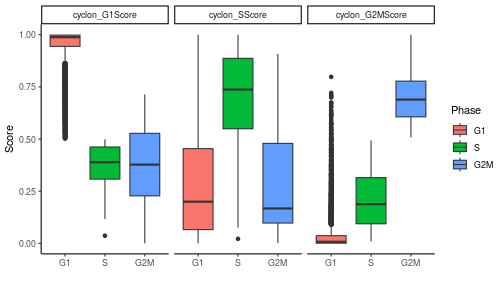 cyclon_G1Score cyclon_SScore cyclon_G2MScore
1.00
0.75
0.50
0.25
0.00
Score
G1 S G2M G1 S G2M G1 S G2M
Phase
G1
S
G2M